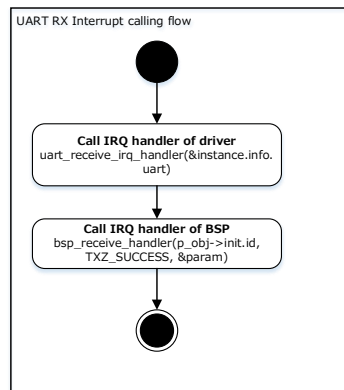 UART RX Interrupt calling flow
Call IRQ handler of driver
uart_receive_irq_handler(&instance.info.
uart)
Call IRQ handler of BSP
bsp_receive_handler(p_obj->init.id,
TXZ_SUCCESS, &param)